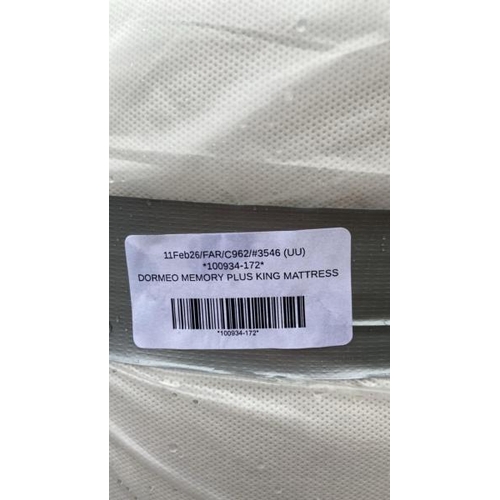 11Feb26/FAR/C962/#3546 (UU)
*100934-172*
DORMEO MEMORY PLUS KING MATTRESS
*100934-172*